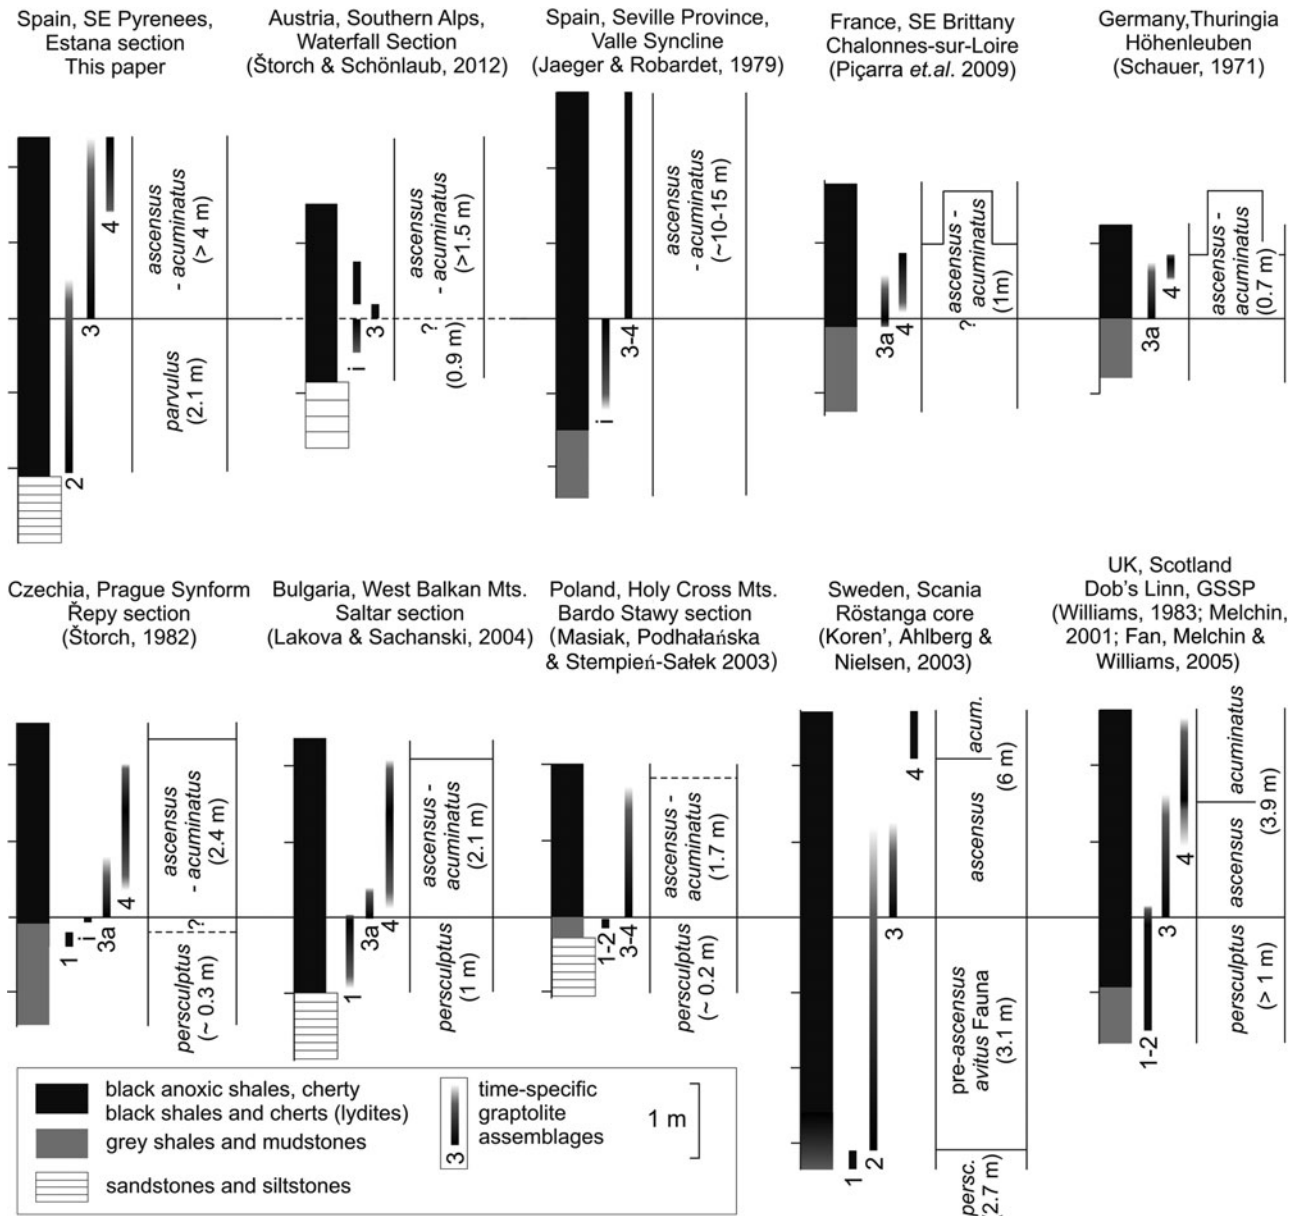 Spain, SE Pyrenees,
Estana section
This paper
Austria, Southern Alps,
Waterfall Section
(Štorch & Schönlaub, 2012)
Spain, Seville Province,
Valle Syncline
(Jaeger & Robardet, 1979)
France, SE Brittany
Chalonnes-sur-Loire
(Piçarra et.al. 2009)
Germany,Thuringia
Höhenleuben
(Schauer, 1971)
2
3
4
ascensus
- acuminatus
(> 4 m)
parvulus
(2.1 m)
i
3
ascensus
- acuminatus
(>1.5 m)
?
(0.9 m)
i
3-4
ascensus
- acuminatus
(~10-15 m)
3a
4
?
ascensus -
acuminatus
(1m)
3a
4
ascensus-
acuminatus
(0.7 m)
Czechia, Prague Synform
Řepy section
(Štorch, 1982)
Bulgaria, West Balkan Mts.
Saltar section
(Lakova & Sachanski, 2004)
Poland, Holy Cross Mts.
Bardo Stawy section
(Masiak, Podhałańska
& Stempień-Sałek 2003)
Sweden, Scania
Röstanga core
(Koren', Ahlberg &
Nielsen, 2003)
UK, Scotland
Dob's Linn, GSSP
(Williams, 1983; Melchin,
2001; Fan, Melchin &
Williams, 2005)
1
i
3a
4
ascensus
- acuminatus
(2.4 m)
?
persculptus
(~ 0.3 m)
1
3a
4
ascensus -
acuminatus
(2.1 m)
persculptus
(1 m)
1-2
3-4
ascensus -
acuminatus
(1.7 m)
persculptus
(~ 0.2 m)
1
2
3
4
acum.
ascensus
(6 m)
pre-ascensus
avitus Fauna
(3.1 m)
persc.
(2.7 m)
1-2
3
4
acuminatus
ascensus
(3.9 m)
persculptus
(> 1 m)
black anoxic shales, cherty
black shales and cherts (lydites)
grey shales and mudstones
sandstones and siltstones
3
time-specific
graptolite
assemblages
1 m